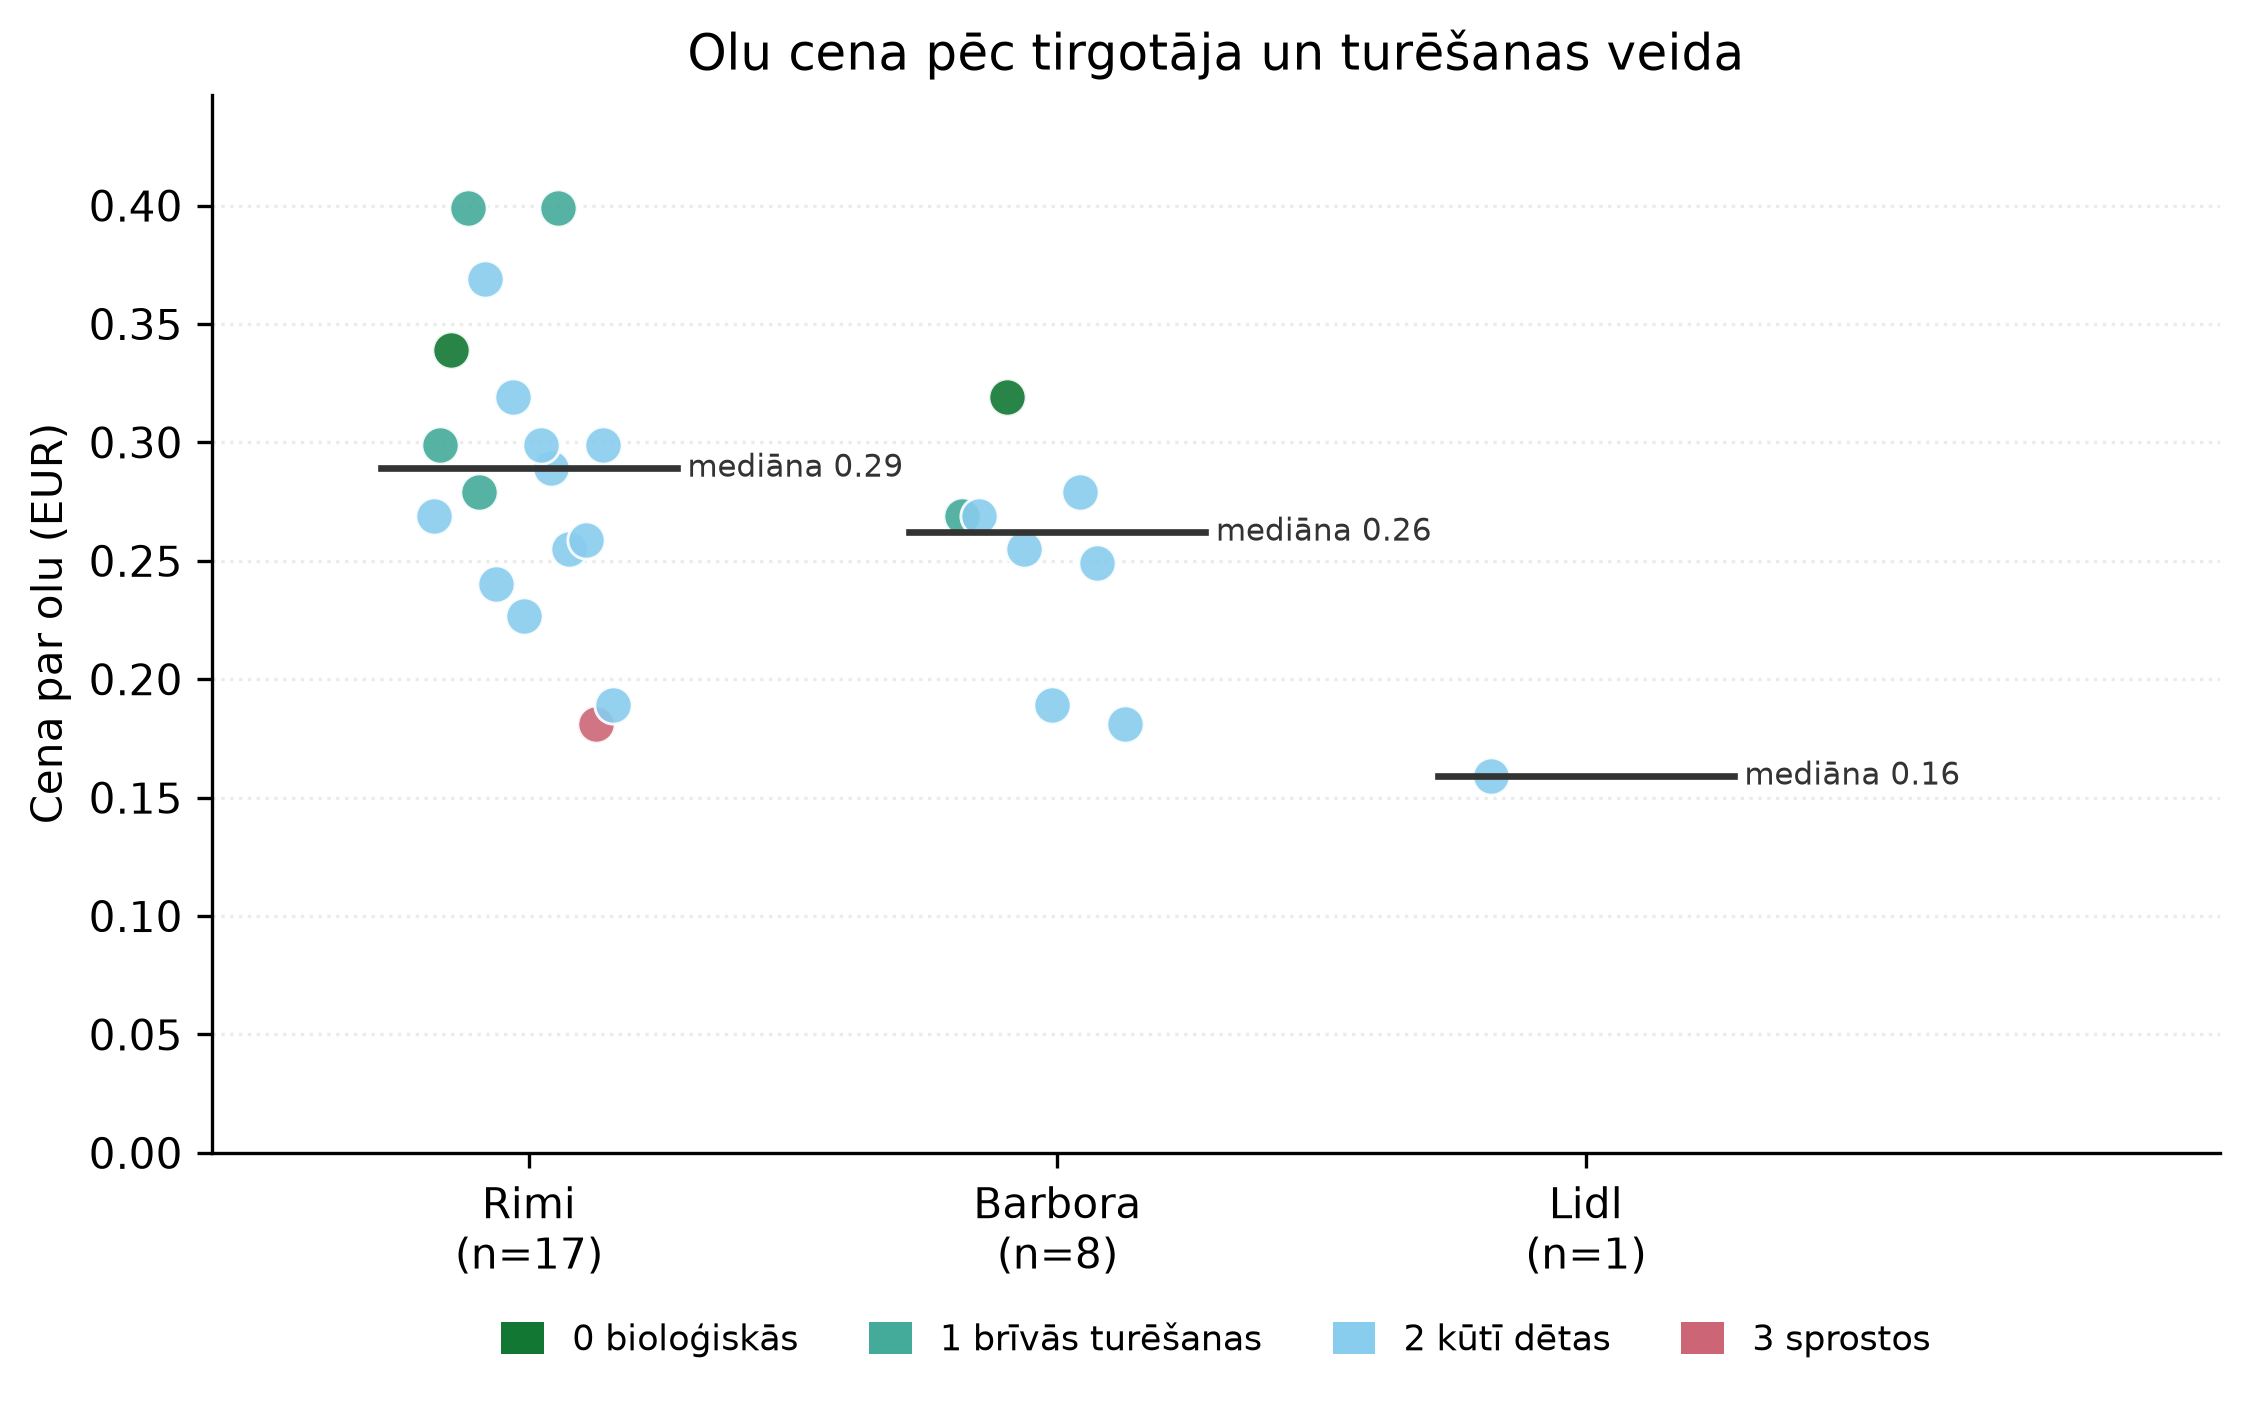 Olu cena pēc tirgotāja un turēšanas veida
Cena par olu (EUR)
0.40
0.35
0.30
0.25
0.20
0.15
0.10
0.05
0.00
mediāna 0.29
mediāna 0.26
mediāna 0.16
Rimi
(n=17)
Barbora
(n=8)
Lidl
(n=1)
0 bioloģiskās
1 brīvās turēšanas
2 kūtī dētas
3 sprostos